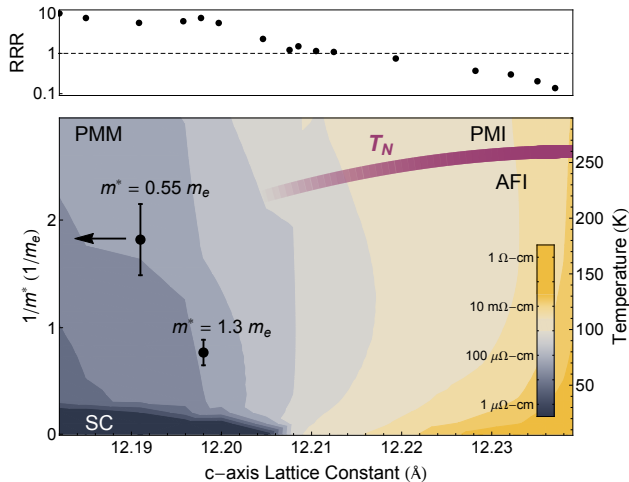 RRR
10
1
0.1
PMM
PMI
T_N
AFI
m* = 0.55 m_e
m* = 1.3 m_e
SC
1/m* (1/m_e)
2
1
0
Temperature (K)
250
200
150
100
50
1 Ω−cm
10 mΩ−cm
100 μΩ−cm
1 μΩ−cm
12.19
12.20
12.21
12.22
12.23
c−axis Lattice Constant (Å)